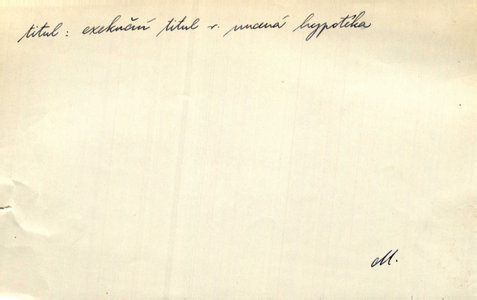 titul: exekuční titul v. nucená hypotéka
M.